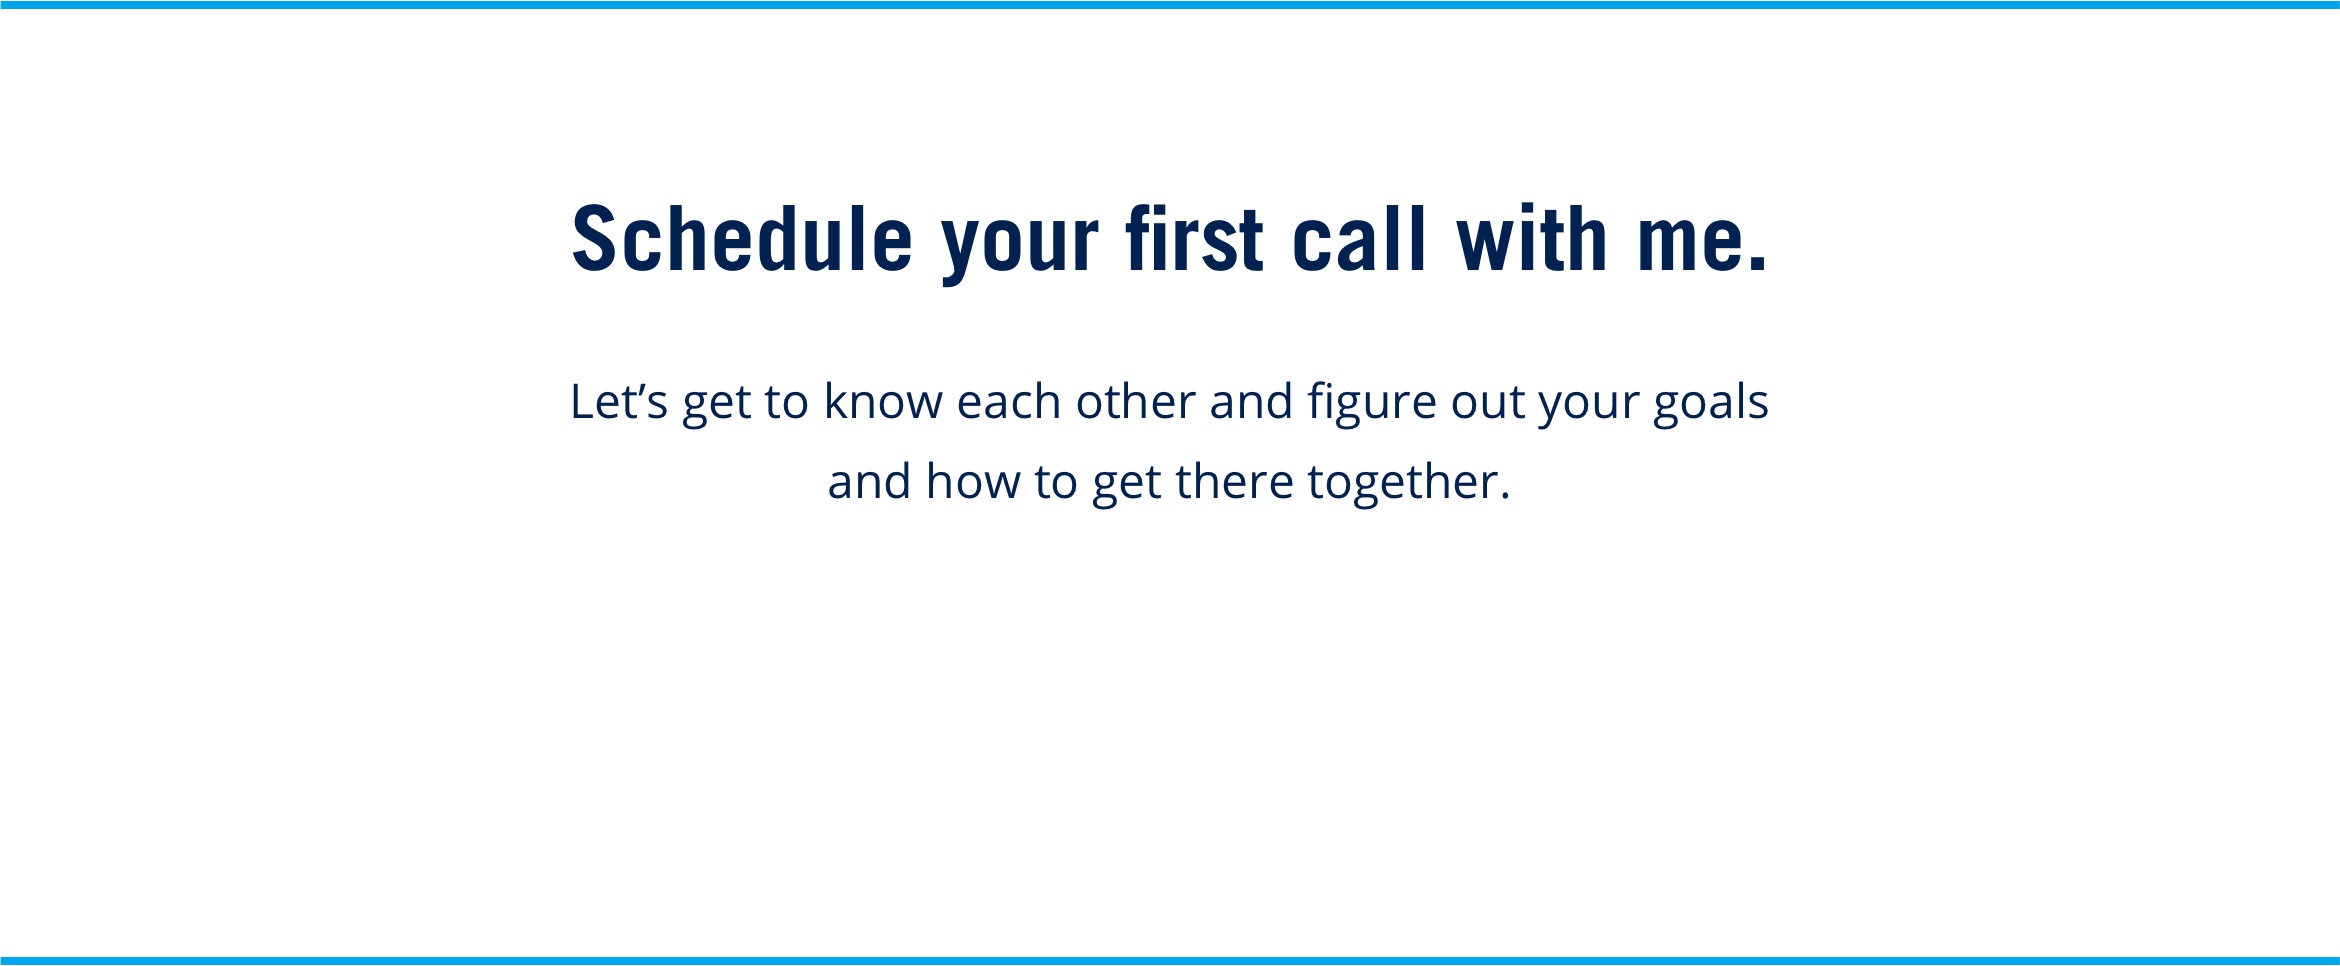 Schedule your first call with me.
Let’s get to know each other and figure out your goals
and how to get there together.